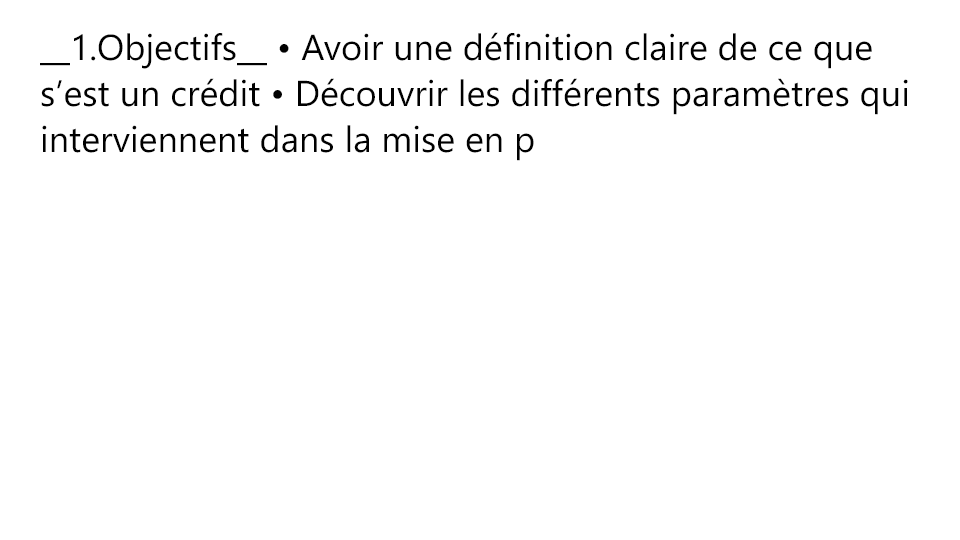 __1.Objectifs__ • Avoir une définition claire de ce que
s’est un crédit • Découvrir les différents paramètres qui
interviennent dans la mise en p